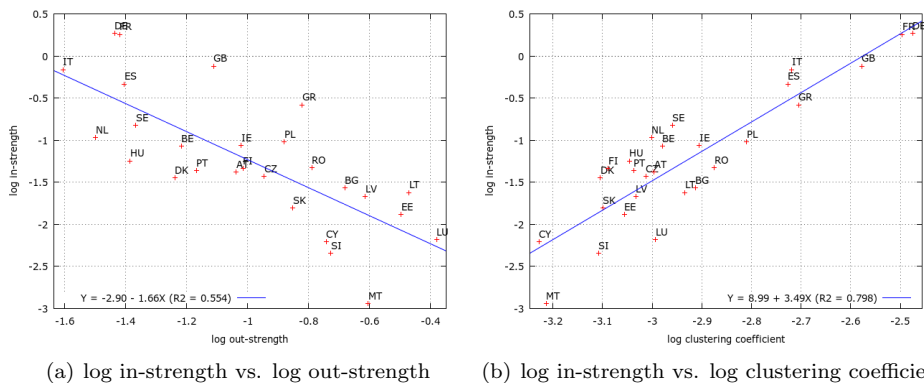 0.5
0
-0.5
-1
-1.5
-2
-2.5
-3
log in-strength
DE
FR
IT
GB
ES
GR
SE
NL
BE
IE
PL
HU
PT
AT
FI
RO
DK
CZ
BG
LV
LT
SK
EE
CY
SI
LU
MT
Y = -2.90 - 1.66X (R2 = 0.554)
-1.6 -1.4 -1.2 -1 -0.8 -0.6 -0.4
log out-strength
(a) log in-strength vs. log out-strength
0.5
0
-0.5
-1
-1.5
-2
-2.5
-3
log in-strength
FR
DE
GB
IT
ES
GR
SE
NL
BE
IE
PL
HU
FI
PT
AT
RO
DK
CZ
BG
LT
LV
SK
EE
CY
LU
SI
MT
Y = 8.99 + 3.49X (R2 = 0.798)
-3.1 -3 -2.9 -2.8 -2.7 -2.6 -2.5
log clustering coefficient
(b) log in-strength vs. log clustering coefficie